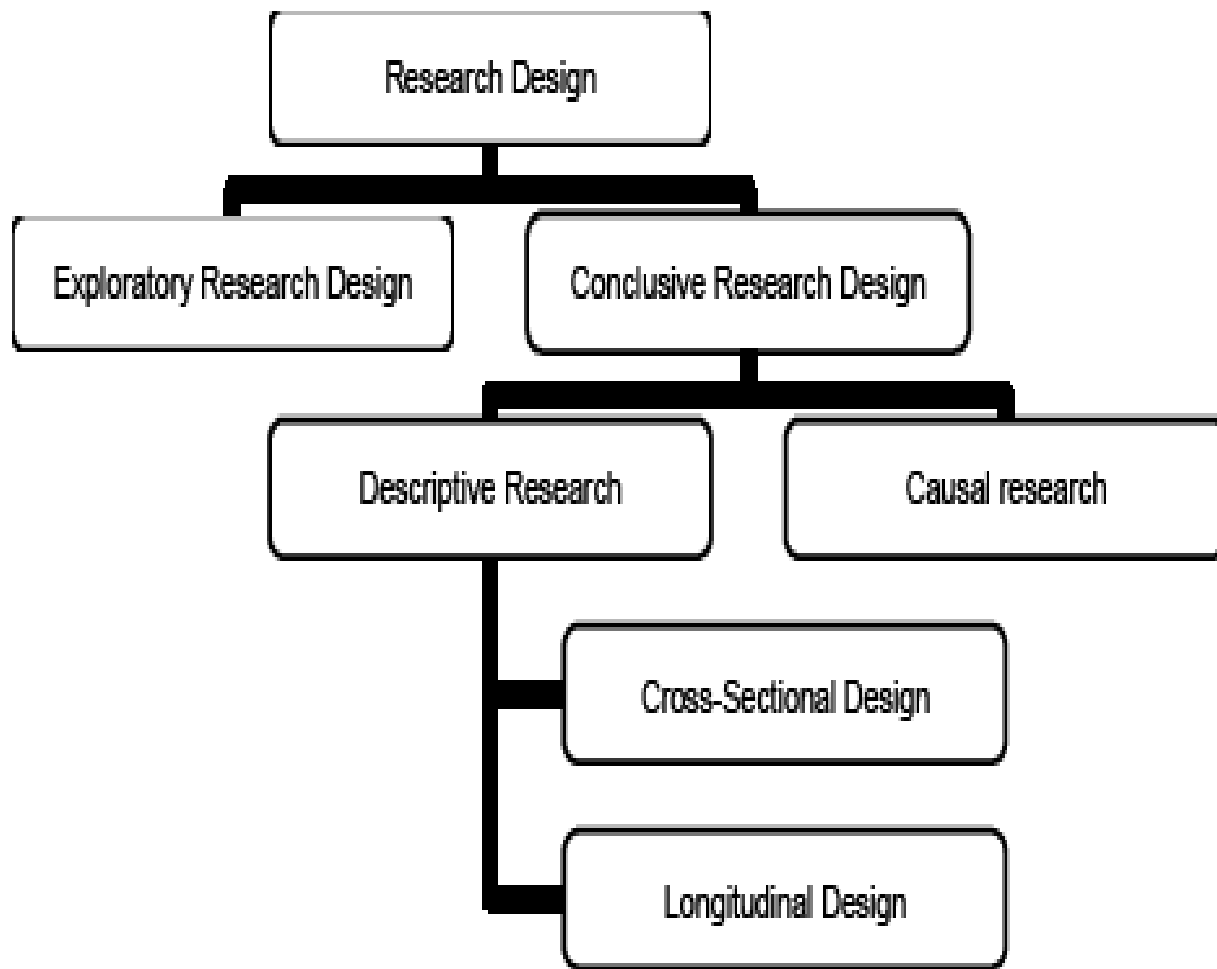 Research Design
Exploratory Research Design
Conclusive Research Design
Descriptive Research
Causal research
Cross-Sectional Design
Longitudinal Design